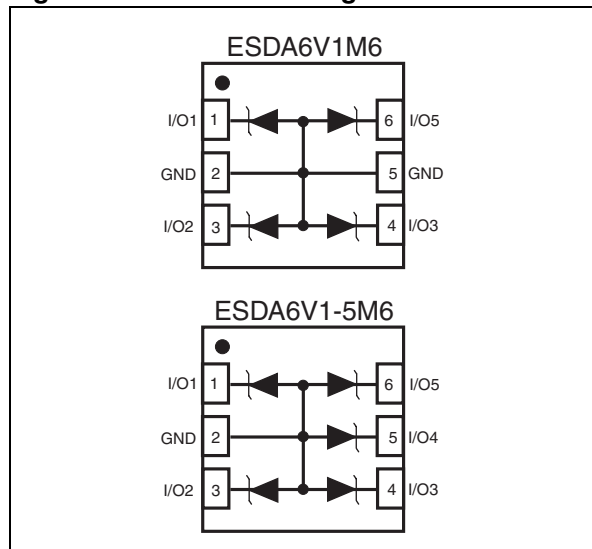 ESDA6V1M6
I/O1 1 6 I/O5
GND 2 5 GND
I/O2 3 4 I/O3
ESDA6V1-5M6
I/O1 1 6 I/O5
GND 2 5 I/O4
I/O2 3 4 I/O3